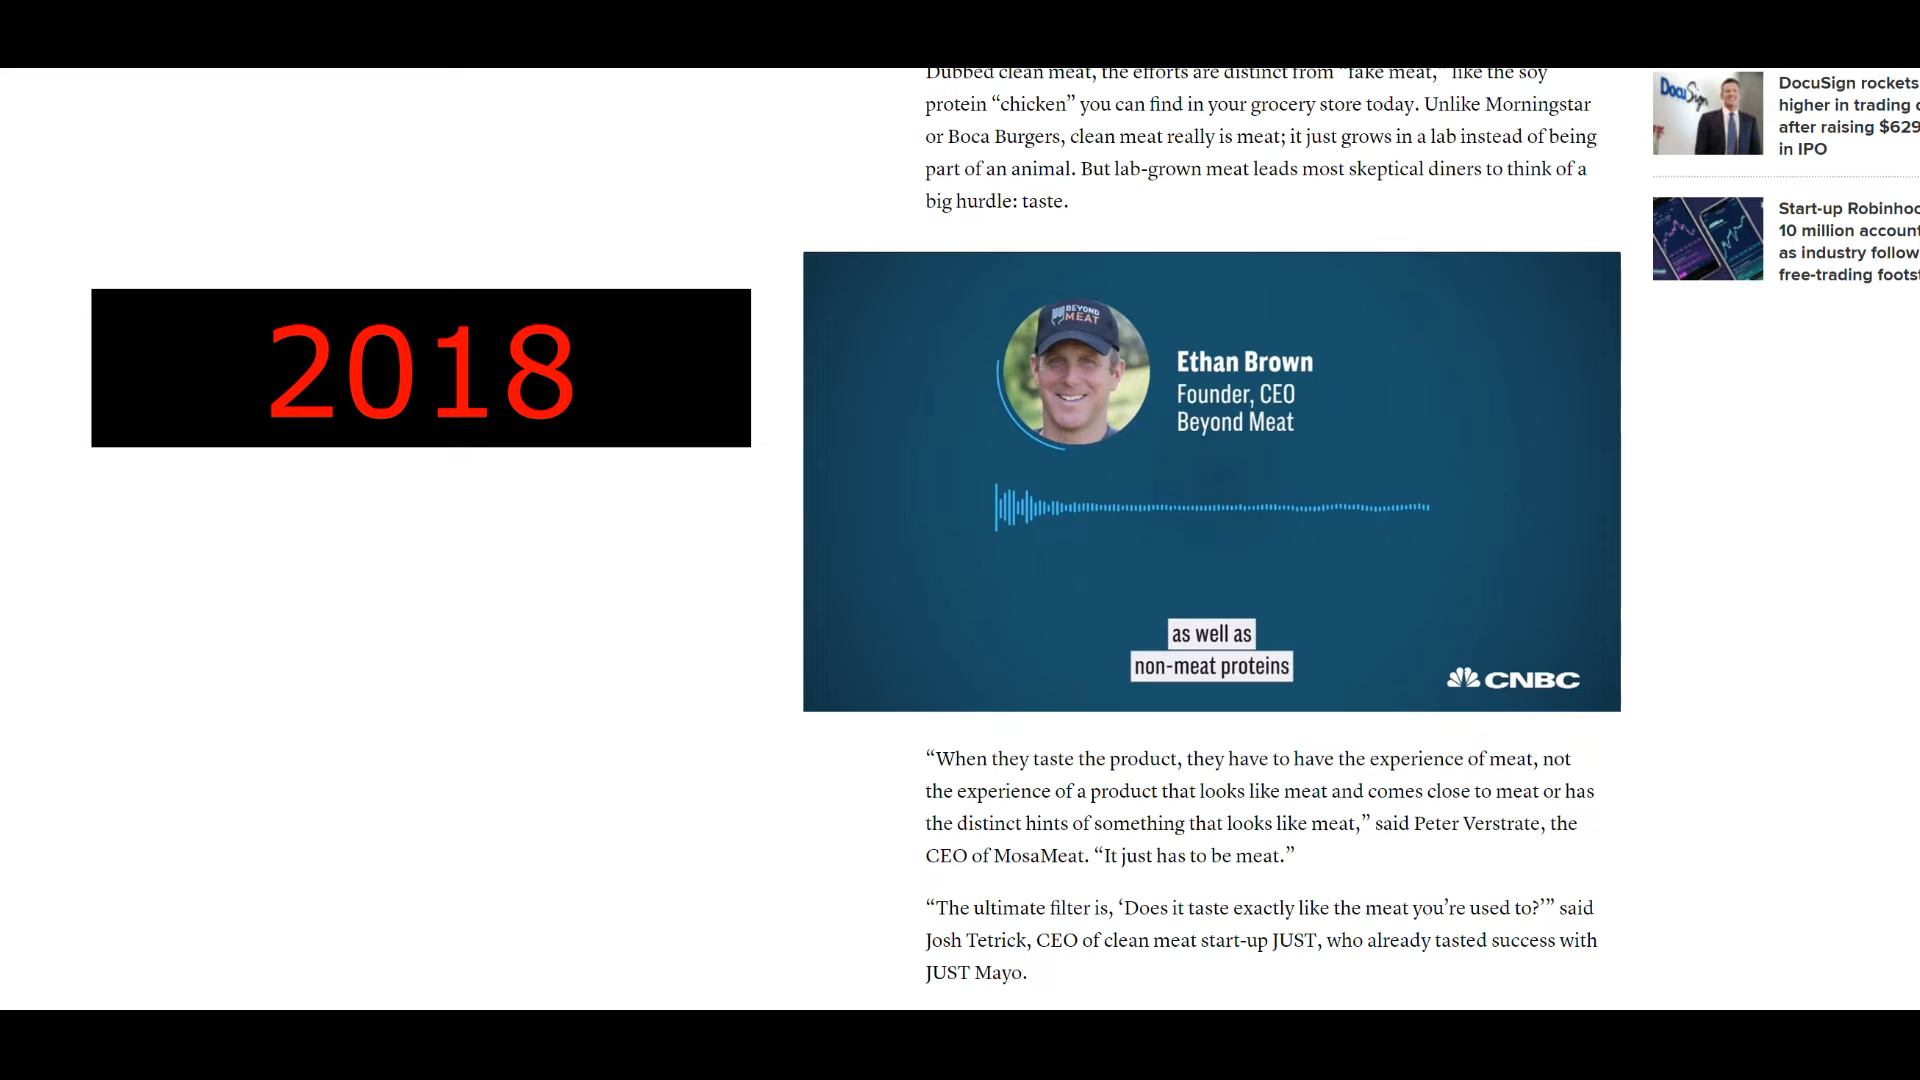 Dubbed clean meat, the efforts are distinct from “fake meat,” like the soy
protein “chicken” you can find in your grocery store today. Unlike Morningstar
or Boca Burgers, clean meat really is meat; it just grows in a lab instead of being
part of an animal. But lab-grown meat leads most skeptical diners to think of a
big hurdle: taste.
2018
BEYOND
MEAT
Ethan Brown
Founder, CEO
Beyond Meat
as well as
non-meat proteins
CNBC
“When they taste the product, they have to have the experience of meat, not
the experience of a product that looks like meat and comes close to meat or has
the distinct hints of something that looks like meat,” said Peter Verstrate, the
CEO of MosaMeat. “It just has to be meat.”
“The ultimate filter is, ‘Does it taste exactly like the meat you’re used to?’” said
Josh Tetrick, CEO of clean meat start-up JUST, who already tasted success with
JUST Mayo.
DocuSign
DocuSign rockets
higher in trading
after raising $629
in IPO
Start-up
10 million
as industry
free-trading